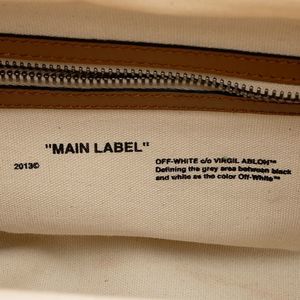 "MAIN LABEL"
2013©
OFF-WHITE c/o VIRGIL ABLOH™
Defining the grey area between black
and white as the color Off-White™